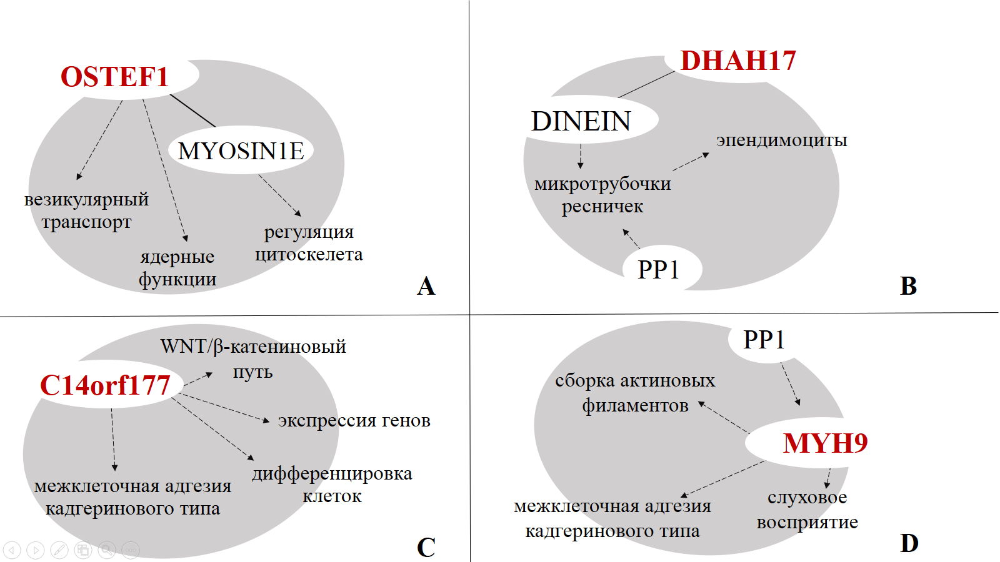 OSTEF1
MYOSIN1E
везикулярный
транспорт
ядерные
функции
регуляция
цитоскелета
A
DHAH17
DINEIN
эпендимоциты
микротрубочки
ресничек
PP1
B
WNT/β-катениновый
путь
C14orf177
экспрессия генов
дифференцировка
клеток
межклеточная адгезия
кадгеринового типа
C
PP1
сборка актиновых
филаментов
MYH9
межклеточная адгезия
кадгеринового типа
слуховое
восприятие
D